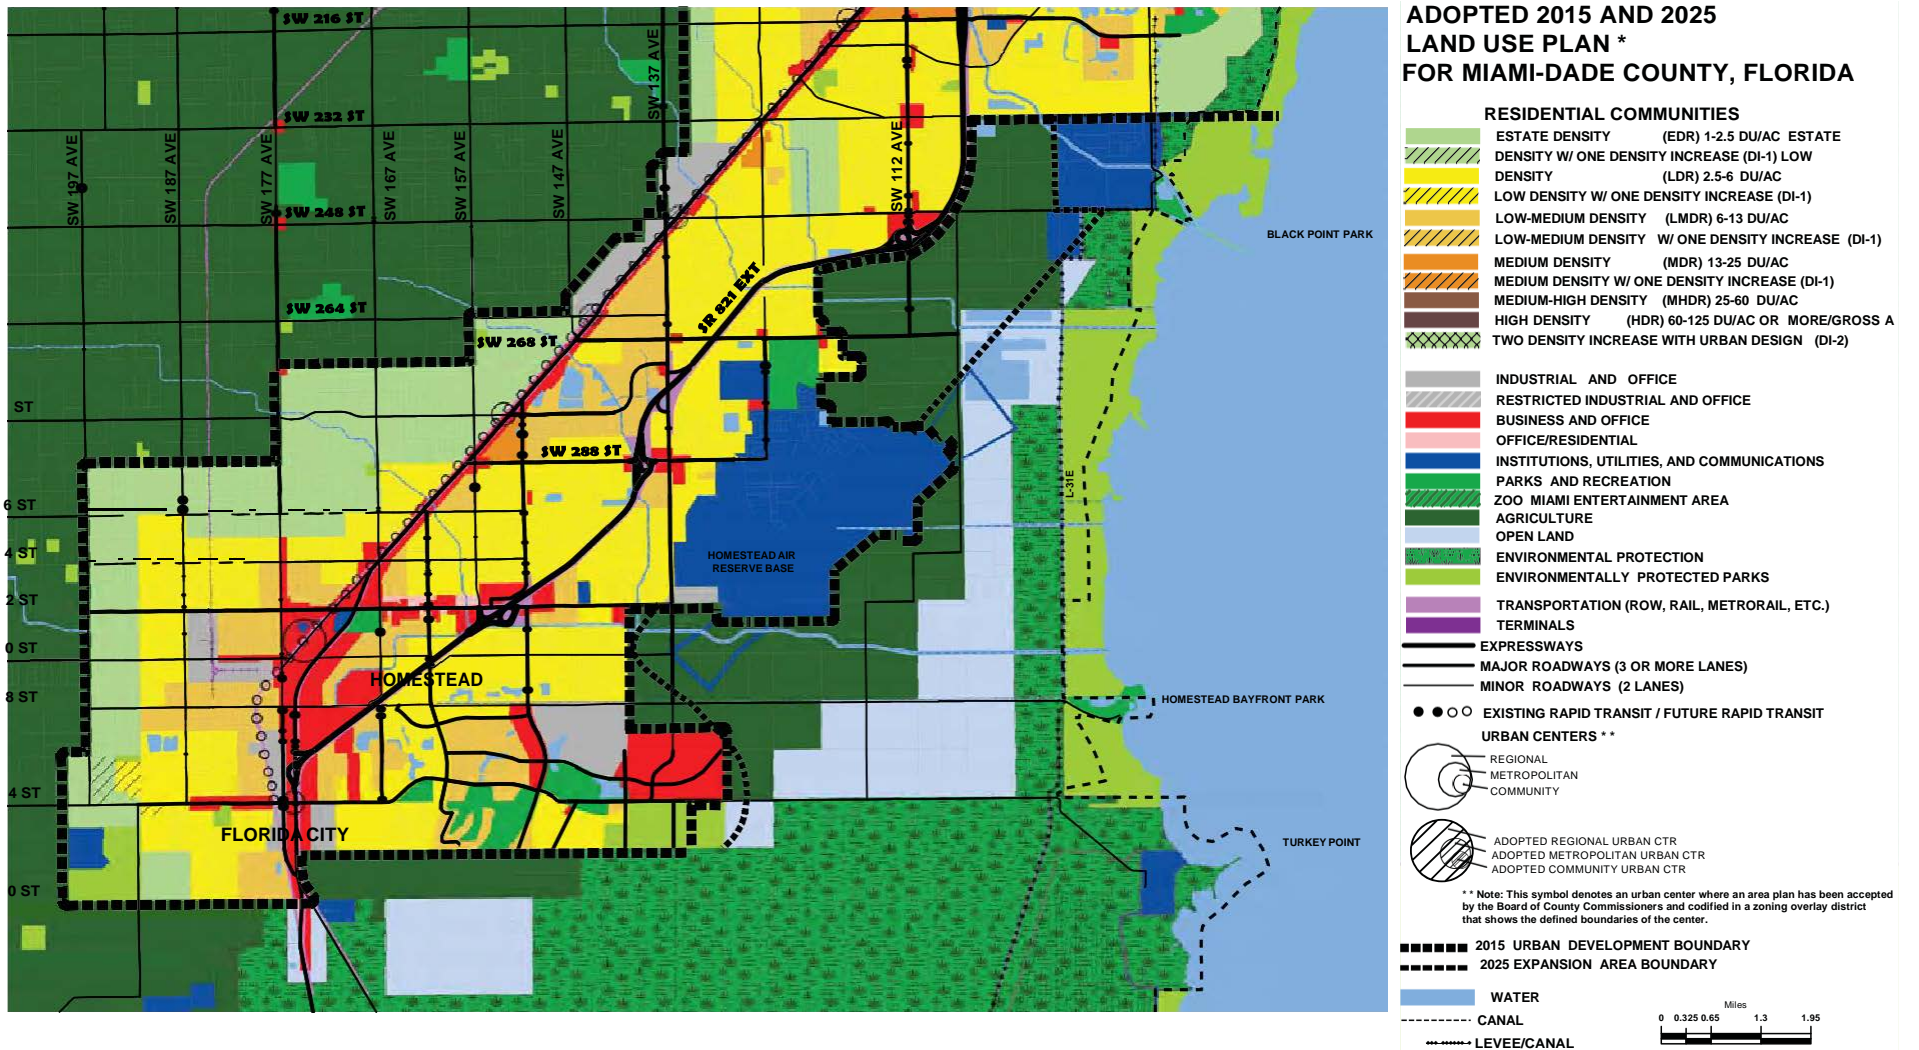 SW 216 ST
SW 137 AVE
SW 232 ST
SW 197 AVE
SW 187 AVE
SW 177 AVE
SW 167 AVE
SW 157 AVE
SW 147 AVE
SW 112 AVE
SW 248 ST
BLACK POINT PARK
SW 264 ST
SR 821 EXT
SW 268 ST
ST
SW 288 ST
L-31E
6 ST
4 ST
HOMESTEAD AIR
RESERVE BASE
2 ST
0 ST
HOMESTEAD
8 ST
HOMESTEAD BAYFRONT PARK
4 ST
FLORIDA CITY
TURKEY POINT
0 ST
ADOPTED 2015 AND 2025
LAND USE PLAN *
FOR MIAMI-DADE COUNTY, FLORIDA
RESIDENTIAL COMMUNITIES
ESTATE DENSITY (EDR) 1-2.5 DU/AC ESTATE
DENSITY W/ ONE DENSITY INCREASE (DI-1) LOW
DENSITY (LDR) 2.5-6 DU/AC
LOW DENSITY W/ ONE DENSITY INCREASE (DI-1)
LOW-MEDIUM DENSITY (LMDR) 6-13 DU/AC
LOW-MEDIUM DENSITY W/ ONE DENSITY INCREASE (DI-1)
MEDIUM DENSITY (MDR) 13-25 DU/AC
MEDIUM DENSITY W/ ONE DENSITY INCREASE (DI-1)
MEDIUM-HIGH DENSITY (MHDR) 25-60 DU/AC
HIGH DENSITY (HDR) 60-125 DU/AC OR MORE/GROSS A
TWO DENSITY INCREASE WITH URBAN DESIGN (DI-2)
INDUSTRIAL AND OFFICE
RESTRICTED INDUSTRIAL AND OFFICE
BUSINESS AND OFFICE
OFFICE/RESIDENTIAL
INSTITUTIONS, UTILITIES, AND COMMUNICATIONS
PARKS AND RECREATION
ZOO MIAMI ENTERTAINMENT AREA
AGRICULTURE
OPEN LAND
ENVIRONMENTAL PROTECTION
ENVIRONMENTALLY PROTECTED PARKS
TRANSPORTATION (ROW, RAIL, METRORAIL, ETC.)
TERMINALS
EXPRESSWAYS
MAJOR ROADWAYS (3 OR MORE LANES)
MINOR ROADWAYS (2 LANES)
EXISTING RAPID TRANSIT / FUTURE RAPID TRANSIT
URBAN CENTERS * *
REGIONAL
METROPOLITAN
COMMUNITY
ADOPTED REGIONAL URBAN CTR
ADOPTED METROPOLITAN URBAN CTR
ADOPTED COMMUNITY URBAN CTR
* * Note: This symbol denotes an urban center where an area plan has been accepted
by the Board of County Commissioners and codified in a zoning overlay district
that shows the defined boundaries of the center.
2015 URBAN DEVELOPMENT BOUNDARY
2025 EXPANSION AREA BOUNDARY
WATER
CANAL
LEVEE/CANAL
Miles
0 0.325 0.65 1.3 1.95